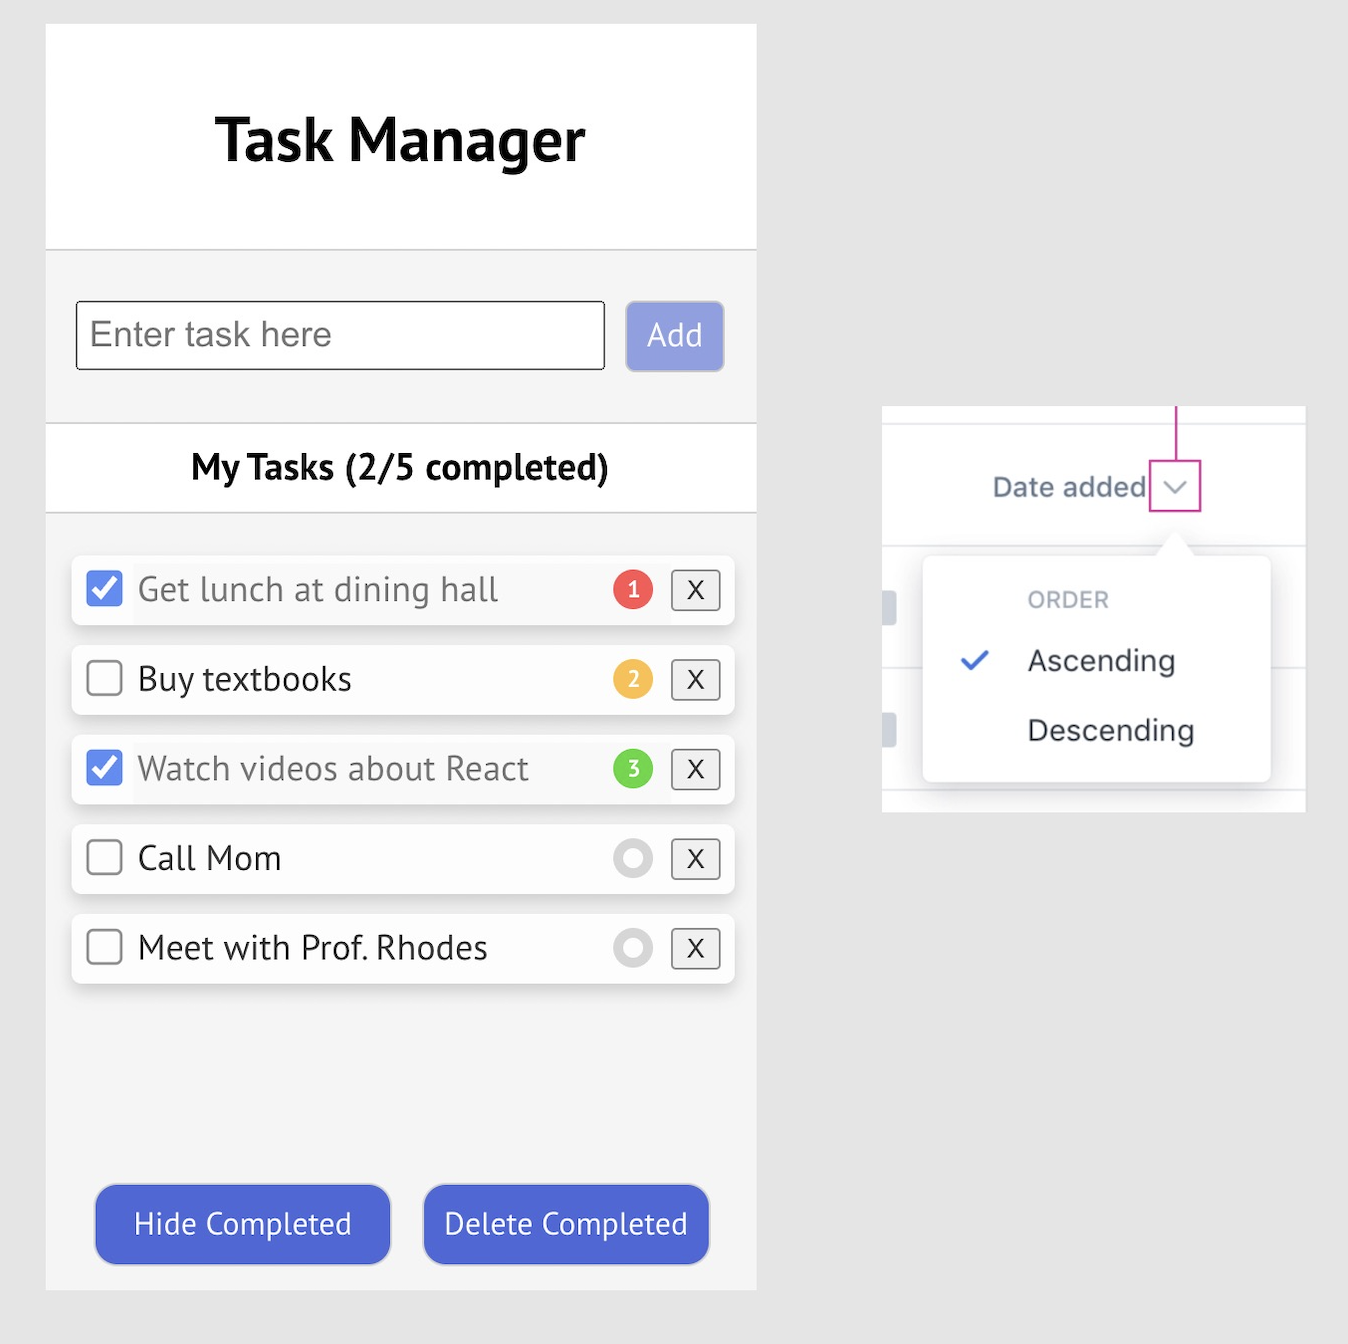 Task Manager
Enter task here
Add
My Tasks (2/5 completed)
Get lunch at dining hall 1 X
Buy textbooks 2 X
Watch videos about React 3 X
Call Mom X
Meet with Prof. Rhodes X
Hide Completed
Delete Completed
Date added
ORDER
Ascending
Descending